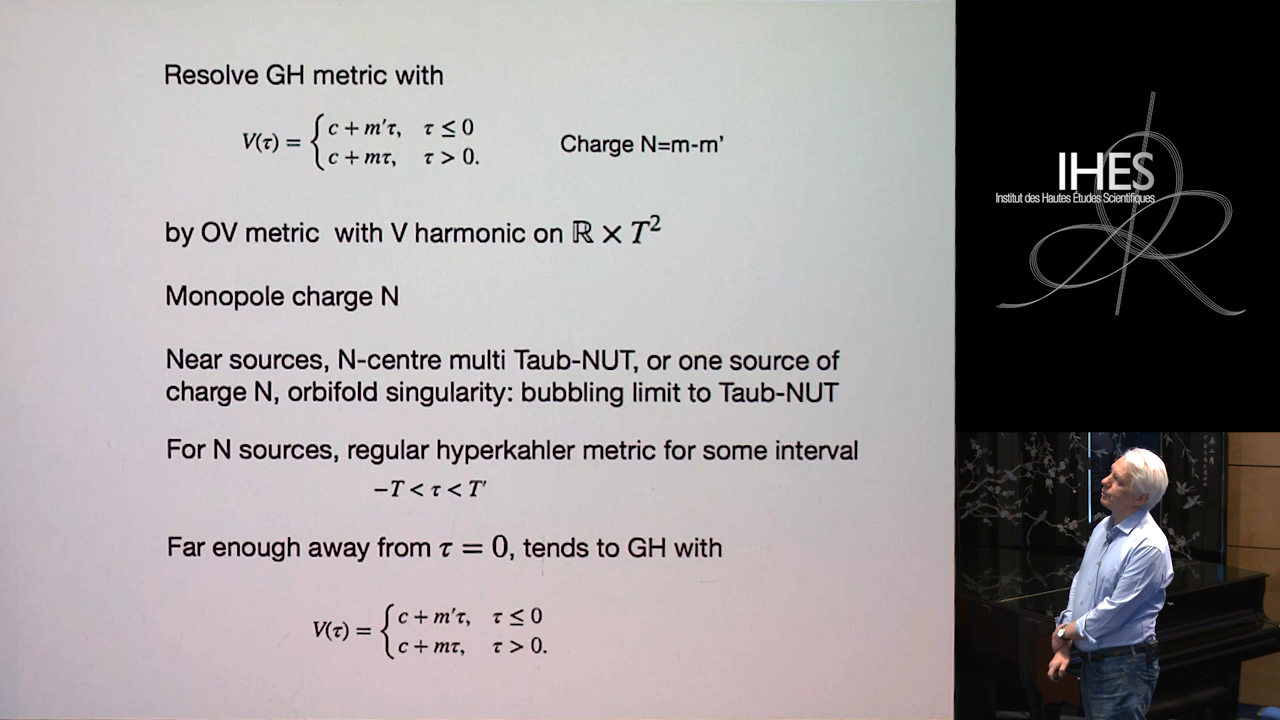 Resolve GH metric with
V(τ) = { c + m′τ, τ ≤ 0
c + mτ, τ > 0.
Charge N=m-m’
by OV metric with V harmonic on ℝ × T²
Monopole charge N
Near sources, N-centre multi Taub-NUT, or one source of
charge N, orbifold singularity: bubbling limit to Taub-NUT
For N sources, regular hyperkahler metric for some interval
−T < τ < T′
Far enough away from τ = 0, tends to GH with
V(τ) = { c + m′τ, τ ≤ 0
c + mτ, τ > 0.
IHES
Institut des Hautes Études Scientifiques